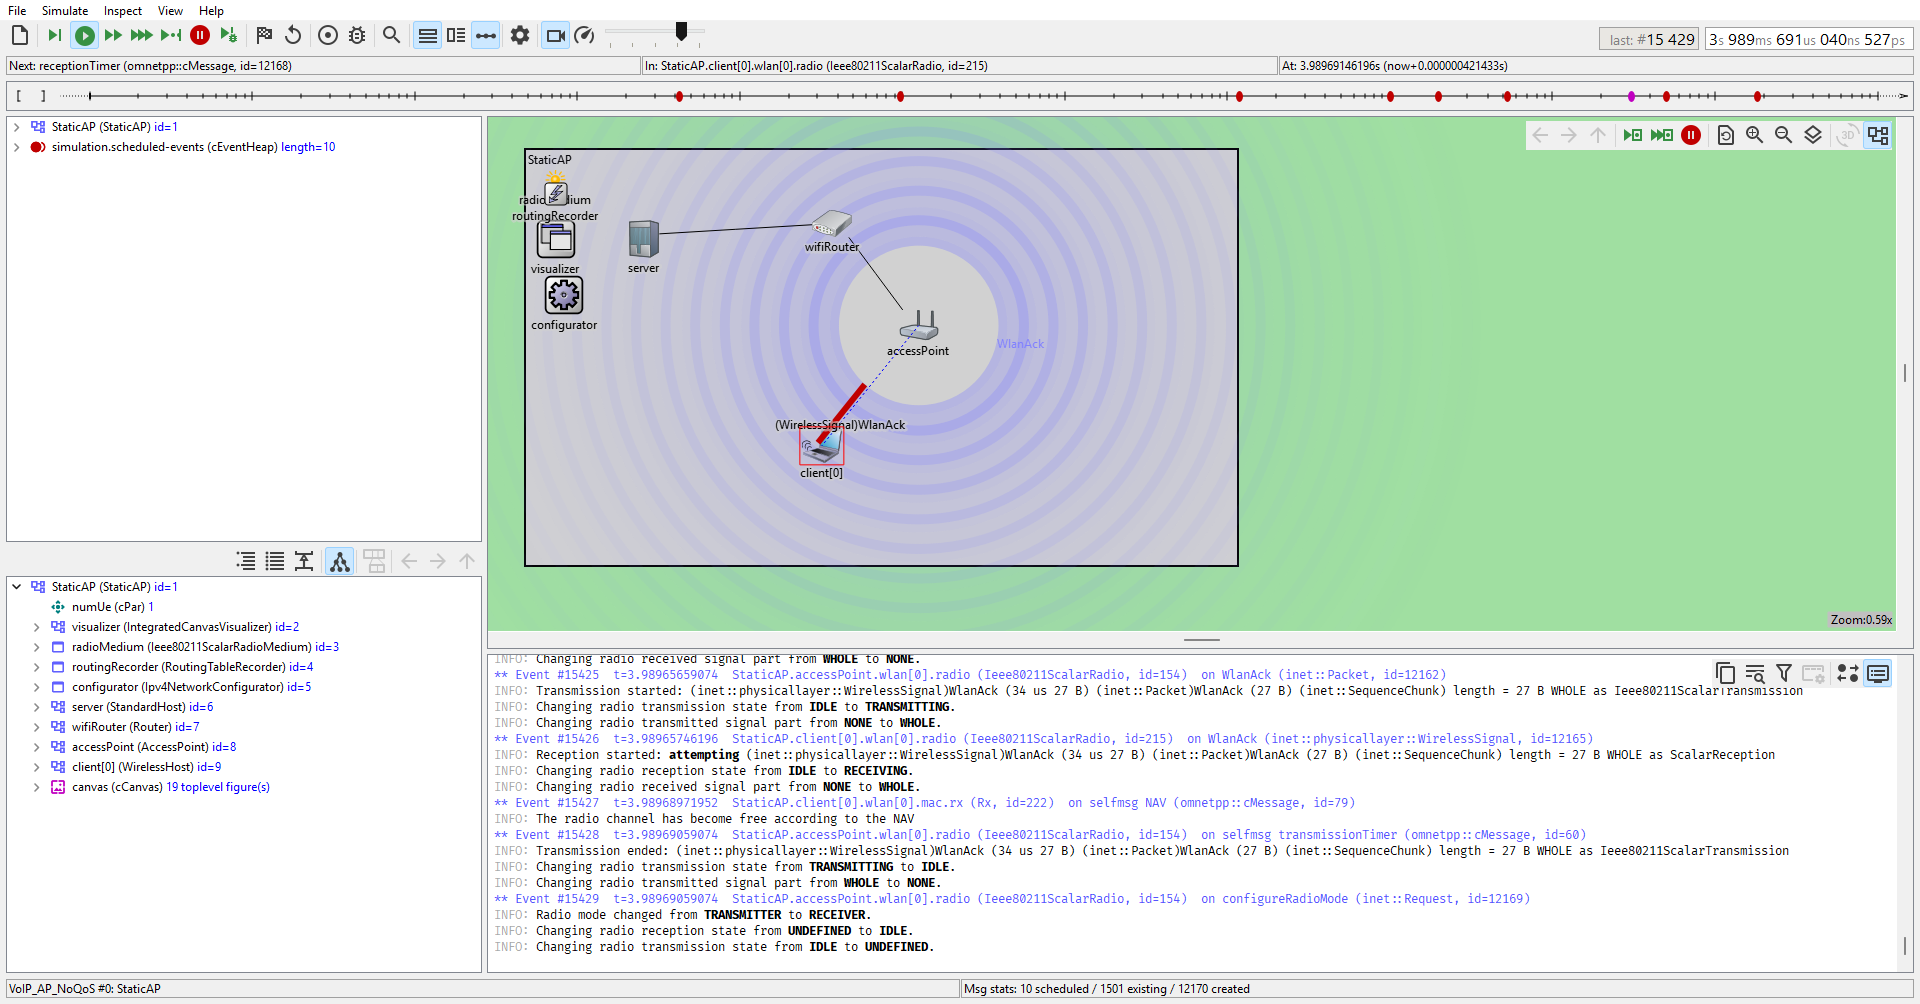 File Simulate Inspect View Help
last: #15 429 3s 989ms 691us 040ns 527ps
Next: receptionTimer (omnetpp::cMessage, id=12168) In: StaticAP.client[0].wlan[0].radio (Ieee80211ScalarRadio, id=215) At: 3.98969146196s (now+0.000000421433s)
[ ]
StaticAP (StaticAP) id=1
simulation.scheduled-events (cEventHeap) length=10
3D
StaticAP
routingRecorder
visualizer
configurator
server
wifiRouter
accessPoint
WlanAck
(WirelessSignal)WlanAck
client[0]
Zoom:0.59x
StaticAP (StaticAP) id=1
numUe (cPar) 1
visualizer (IntegratedCanvasVisualizer) id=2
radioMedium (Ieee80211ScalarRadioMedium) id=3
routingRecorder (RoutingTableRecorder) id=4
configurator (Ipv4NetworkConfigurator) id=5
server (StandardHost) id=6
wifiRouter (Router) id=7
accessPoint (AccessPoint) id=8
client[0] (WirelessHost) id=9
canvas (cCanvas) 19 toplevel figure(s)
INFO: Changing radio received signal part from WHOLE to NONE.
** Event #15425 t=3.98965659074 StaticAP.accessPoint.wlan[0].radio (Ieee80211ScalarRadio, id=154) on WlanAck (inet::Packet, id=12162)
INFO: Transmission started: (inet::physicallayer::WirelessSignal)WlanAck (34 us 27 B) (inet::Packet)WlanAck (27 B) (inet::SequenceChunk) length = 27 B WHOLE as Ieee80211ScalarTransmission
INFO: Changing radio transmission state from IDLE to TRANSMITTING.
INFO: Changing radio transmitted signal part from NONE to WHOLE.
** Event #15426 t=3.98965746196 StaticAP.client[0].wlan[0].radio (Ieee80211ScalarRadio, id=215) on WlanAck (inet::physicallayer::WirelessSignal, id=12165)
INFO: Reception started: attempting (inet::physicallayer::WirelessSignal)WlanAck (34 us 27 B) (inet::Packet)WlanAck (27 B) (inet::SequenceChunk) length = 27 B WHOLE as ScalarReception
INFO: Changing radio reception state from IDLE to RECEIVING.
INFO: Changing radio received signal part from NONE to WHOLE.
** Event #15427 t=3.98968971952 StaticAP.client[0].wlan[0].mac.rx (Rx, id=222) on selfmsg NAV (omnetpp::cMessage, id=79)
INFO: The radio channel has become free according to the NAV
** Event #15428 t=3.98969059074 StaticAP.accessPoint.wlan[0].radio (Ieee80211ScalarRadio, id=154) on selfmsg transmissionTimer (omnetpp::cMessage, id=60)
INFO: Transmission ended: (inet::physicallayer::WirelessSignal)WlanAck (34 us 27 B) (inet::Packet)WlanAck (27 B) (inet::SequenceChunk) length = 27 B WHOLE as Ieee80211ScalarTransmission
INFO: Changing radio transmission state from TRANSMITTING to IDLE.
INFO: Changing radio transmitted signal part from WHOLE to NONE.
** Event #15429 t=3.98969059074 StaticAP.accessPoint.wlan[0].radio (Ieee80211ScalarRadio, id=154) on configureRadioMode (inet::Request, id=12169)
INFO: Radio mode changed from TRANSMITTER to RECEIVER.
INFO: Changing radio reception state from UNDEFINED to IDLE.
INFO: Changing radio transmission state from IDLE to UNDEFINED.
VoIP_AP_NoQoS #0: StaticAP Msg stats: 10 scheduled / 1501 existing / 12170 created